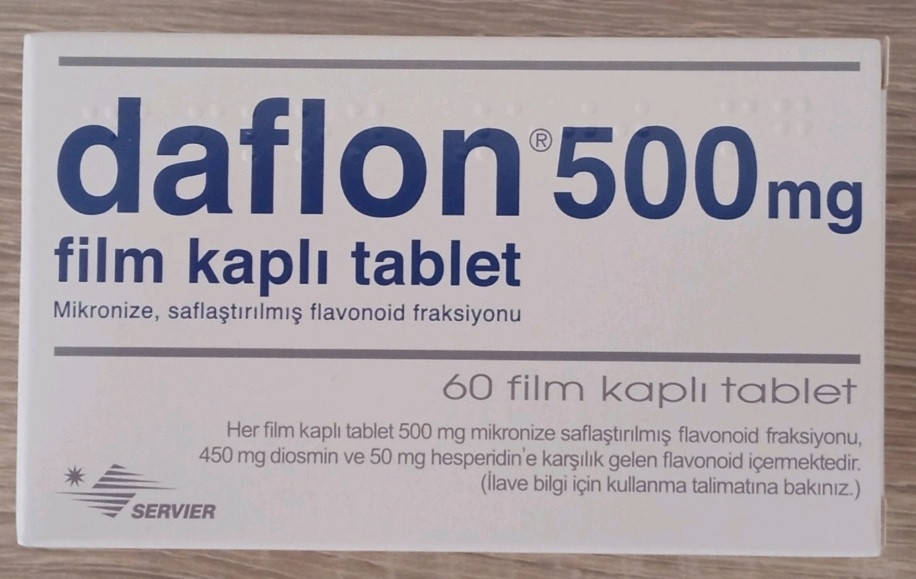 daflon® 500 mg
film kaplı tablet
Mikronize, saflaştırılmış flavonoid fraksiyonu
60 film kaplı tablet
Her film kaplı tablet 500 mg mikronize saflaştırılmış flavonoid fraksiyonu,
450 mg diosmin ve 50 mg hesperidin'e karşılık gelen flavonoid içermektedir.
(İlave bilgi için kullanma talimatına bakınız.)
SERVIER